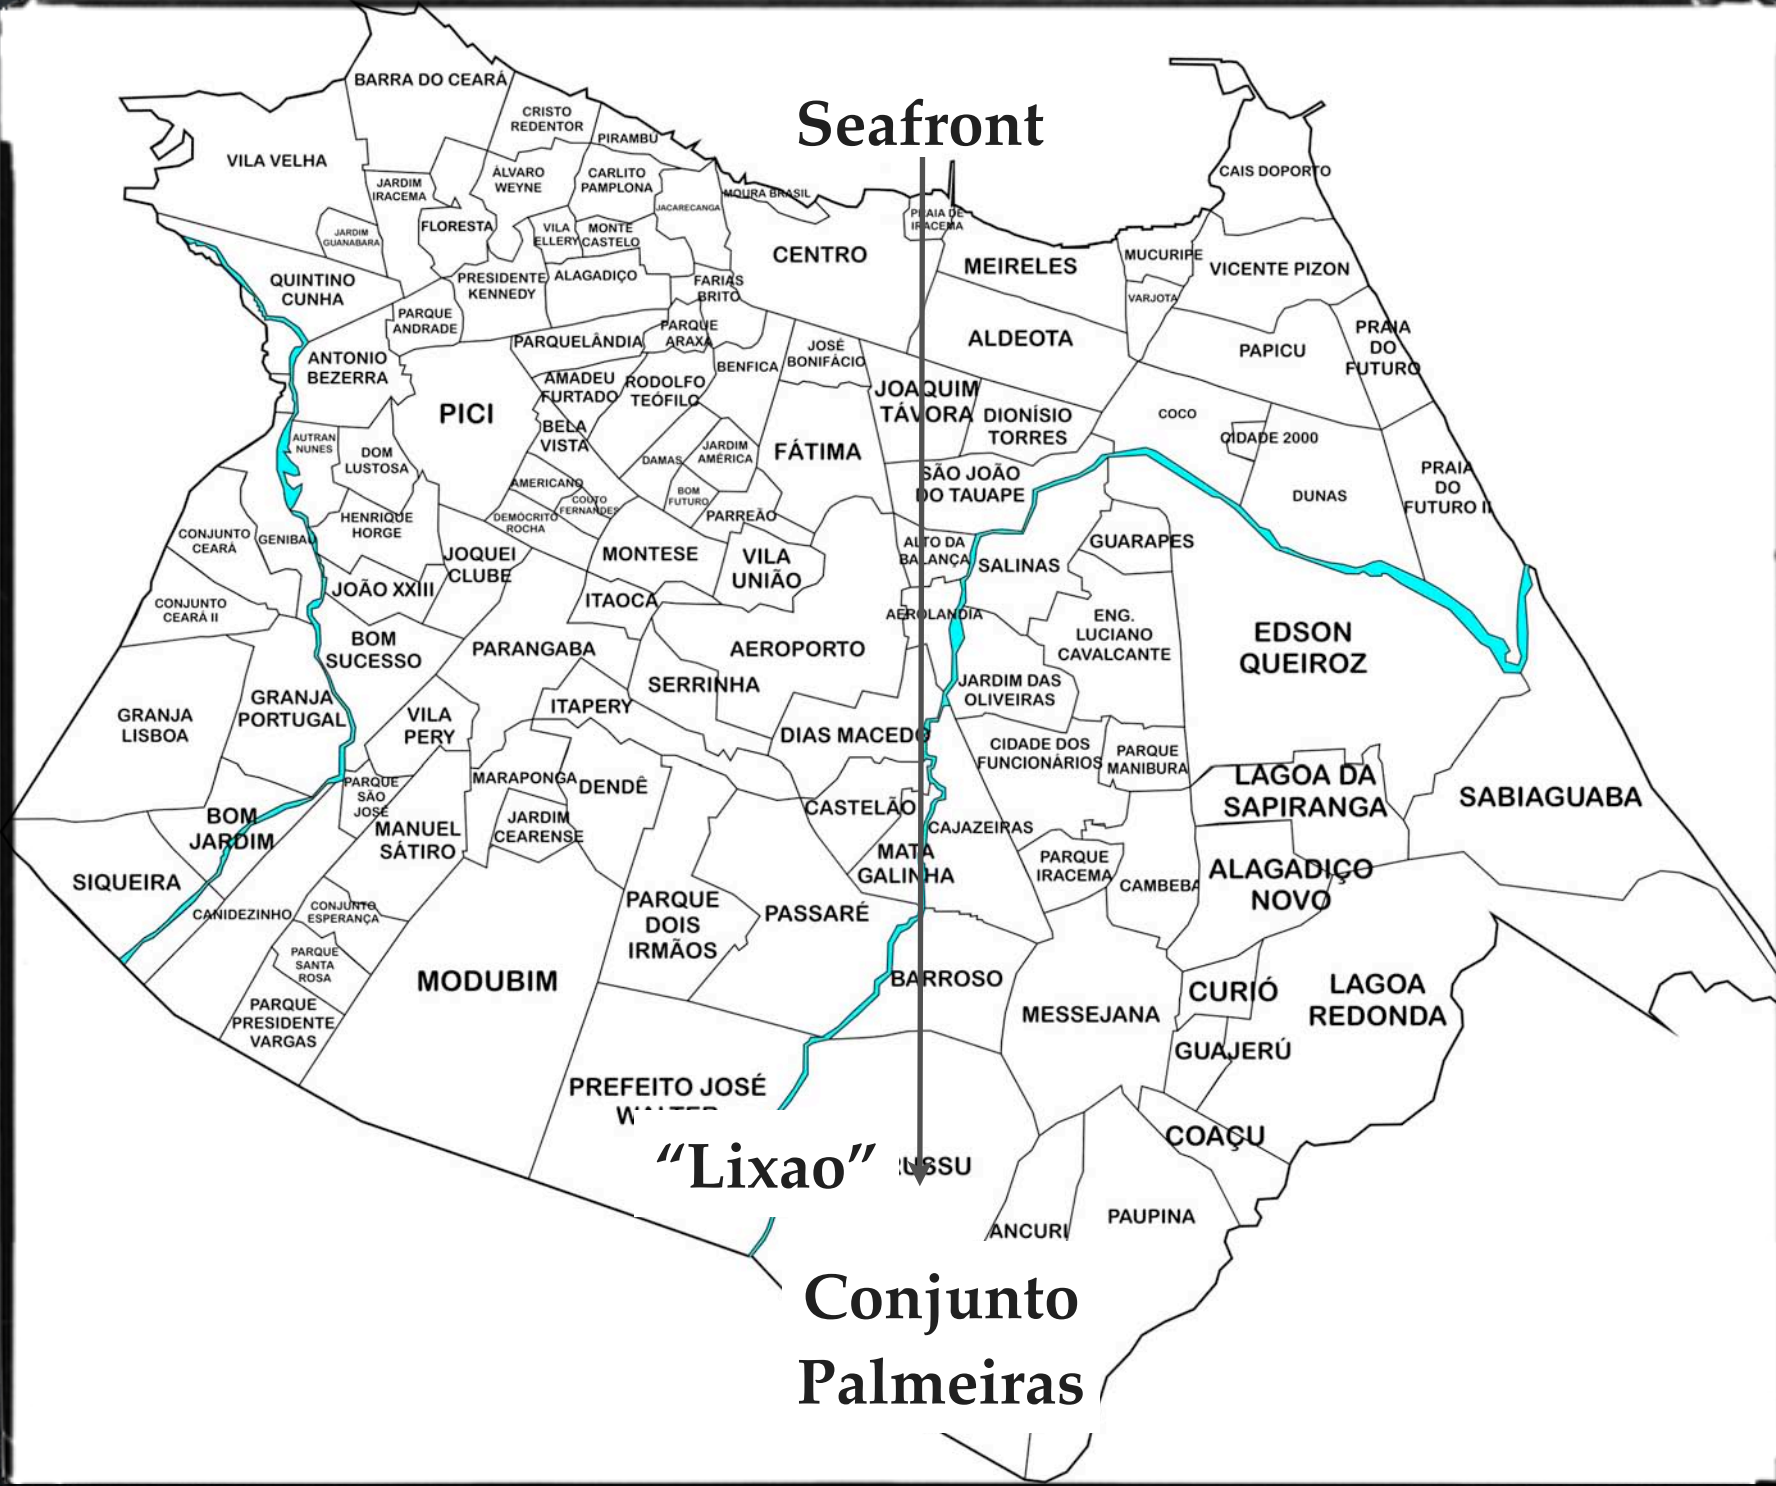 BARRA DO CEARÁ
CRISTO
REDENTOR
PIRAMBÚ
Seafront
VILA VELHA
ÁLVARO
WEYNE
CARLITO
PAMPLONA
CAIS DOPORTO
JARDIM
IRACEMA
MOURA BRASIL
JACARECANGA
PRAIA DE
IRACEMA
JARDIM
GUANABARA
FLORESTA
VILA
ELLERY
MONTE
CASTELO
CENTRO
MEIRELES
MUCURIPE
VICENTE PIZON
QUINTINO
CUNHA
PRESIDENTE
KENNEDY
ALAGADIÇO
FARIAS
BRITO
VARJOTA
PARQUE
ANDRADE
PARQUELÂNDIA
PARQUE
ARAXÁ
JOSÉ
BONIFÁCIO
ALDEOTA
PAPICU
PRAIA
DO
FUTURO
ANTONIO
BEZERRA
BENFICA
AMADEU
FURTADO
RODOLFO
TEÓFILO
JOAQUIM
TÁVORA
DIONÍSIO
TORRES
PICI
COCO
CIDADE 2000
BELA
VISTA
AUTRAN
NUNES
DOM
LUSTOSA
DAMAS
JARDIM
AMÉRICA
FÁTIMA
SÃO JOÃO
DO TAUAPE
PRAIA
DO
FUTURO II
DUNAS
AMERICANO
COUTO
FERNANDES
BOM
FUTURO
PARREÃO
DEMÓCRITO
ROCHA
HENRIQUE
HORGE
CONJUNTO
CEARÁ
GENIBAU
JOQUEI
CLUBE
MONTESE
VILA
UNIÃO
ALTO DA
BALANÇA
SALINAS
GUARAPES
JOÃO XXIII
ITAOCA
CONJUNTO
CEARÁ II
AEROLANDIA
ENG.
LUCIANO
CAVALCANTE
EDSON
QUEIROZ
BOM
SUCESSO
PARANGABA
AEROPORTO
SERRINHA
JARDIM DAS
OLIVEIRAS
GRANJA
PORTUGAL
GRANJA
LISBOA
VILA
PERY
ITAPERY
DIAS MACEDO
CIDADE DOS
FUNCIONÁRIOS
PARQUE
MANIBURA
LAGOA DA
SAPIRANGA
SABIAGUABA
PARQUE
SÃO
JOSÉ
MARAPONGA
DENDÊ
CASTELÃO
BOM
JARDIM
MANUEL
SÁTIRO
JARDIM
CEARENSE
CAJAZEIRAS
MATA
GALINHA
PARQUE
IRACEMA
CAMBEBA
ALAGADIÇO
NOVO
SIQUEIRA
CANIDEZINHO
CONJUNTO
ESPERANÇA
PARQUE
DOIS
IRMÃOS
PASSARÉ
PARQUE
SANTA
ROSA
MODUBIM
BARROSO
MESSEJANA
CURIÓ
LAGOA
REDONDA
PARQUE
PRESIDENTE
VARGAS
GUAJERÚ
PREFEITO JOSÉ
COAÇU
“Lixao”
USSU
ANCURI
PAUPINA
Conjunto
Palmeiras